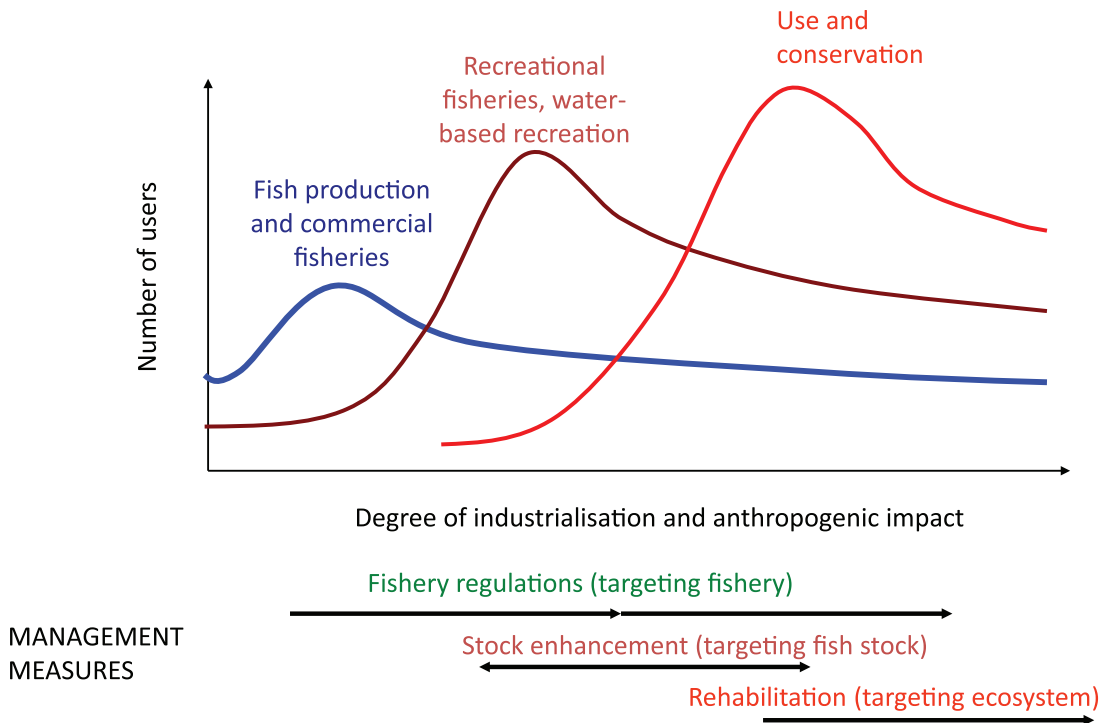 Use and
conservation
Recreational
fisheries, water-
based recreation
Fish production
and commercial
fisheries
Number of users
Degree of industrialisation and anthropogenic impact
Fishery regulations (targeting fishery)
MANAGEMENT
MEASURES
Stock enhancement (targeting fish stock)
Rehabilitation (targeting ecosystem)